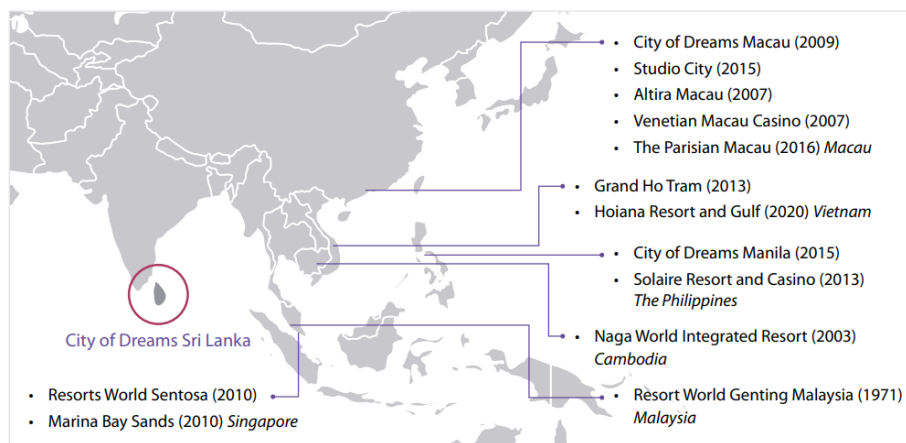 • City of Dreams Macau (2009)
• Studio City (2015)
• Altira Macau (2007)
• Venetian Macau Casino (2007)
• The Parisian Macau (2016) Macau
• Grand Ho Tram (2013)
• Hoiana Resort and Gulf (2020) Vietnam
• City of Dreams Manila (2015)
• Solaire Resort and Casino (2013)
The Philippines
• Naga World Integrated Resort (2003)
Cambodia
• Resort World Genting Malaysia (1971)
Malaysia
City of Dreams Sri Lanka
• Resorts World Sentosa (2010)
• Marina Bay Sands (2010) Singapore